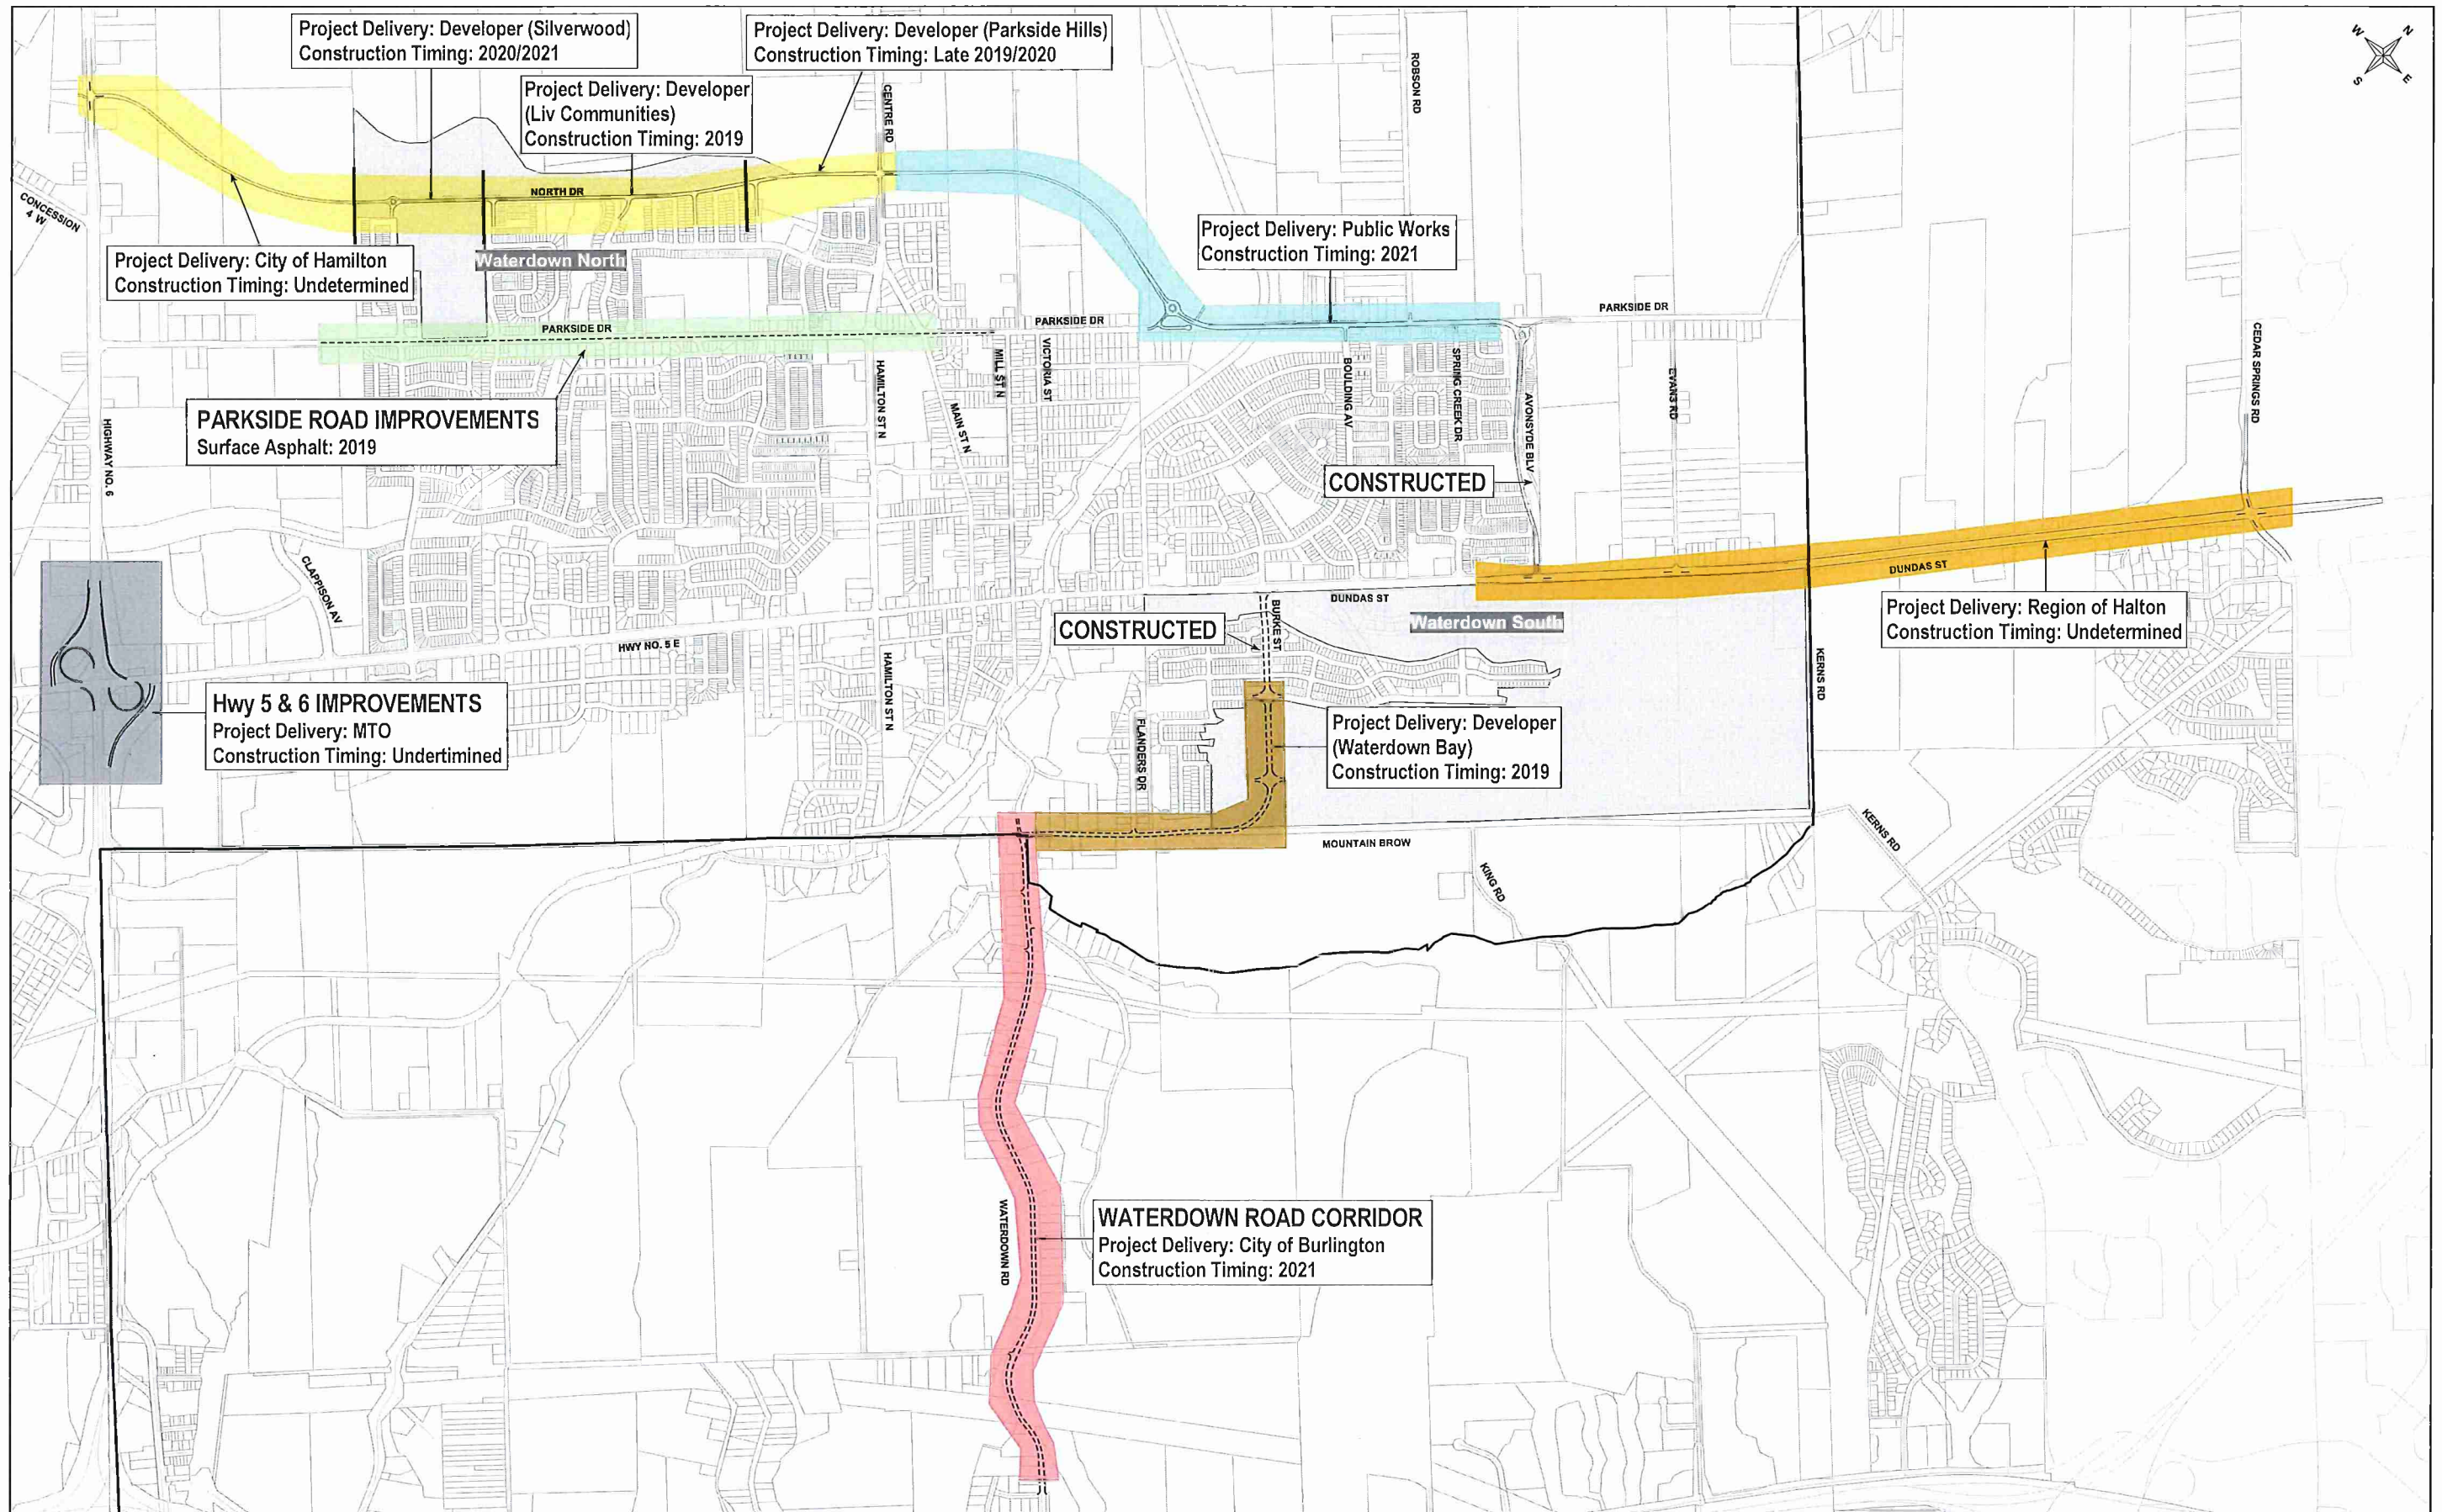 Project Delivery: Developer (Silverwood)
Construction Timing: 2020/2021
Project Delivery: Developer (Parkside Hills)
Construction Timing: Late 2019/2020
W
N
S
E
Project Delivery: Developer
(Liv Communities)
Construction Timing: 2019
CENTRE RD
ROBSON RD
NORTH DR
CONCESSION
4 W
Project Delivery: City of Hamilton
Construction Timing: Undetermined
Waterdown North
Project Delivery: Public Works
Construction Timing: 2021
PARKSIDE DR
PARKSIDE DR
PARKSIDE DR
PARKSIDE ROAD IMPROVEMENTS
Surface Asphalt: 2019
HIGHWAY NO. 6
HAMILTON ST N
MAIN ST N
MILL ST N
VICTORIA ST
BOULDING AV
SPRING CREEK DR
AVONSYDE BLV
EVANS RD
CEDAR SPRINGS RD
CONSTRUCTED
CLAPPISON AV
HWY NO. 5 E
DUNDAS ST
DUNDAS ST
CONSTRUCTED
BURKE ST
Waterdown South
Project Delivery: Region of Halton
Construction Timing: Undetermined
KERNS RD
HAMILTON ST N
Hwy 5 & 6 IMPROVEMENTS
Project Delivery: MTO
Construction Timing: Undertimined
FLANDERS DR
Project Delivery: Developer
(Waterdown Bay)
Construction Timing: 2019
MOUNTAIN BROW
KING RD
KERNS RD
WATERDOWN RD
WATERDOWN ROAD CORRIDOR
Project Delivery: City of Burlington
Construction Timing: 2021